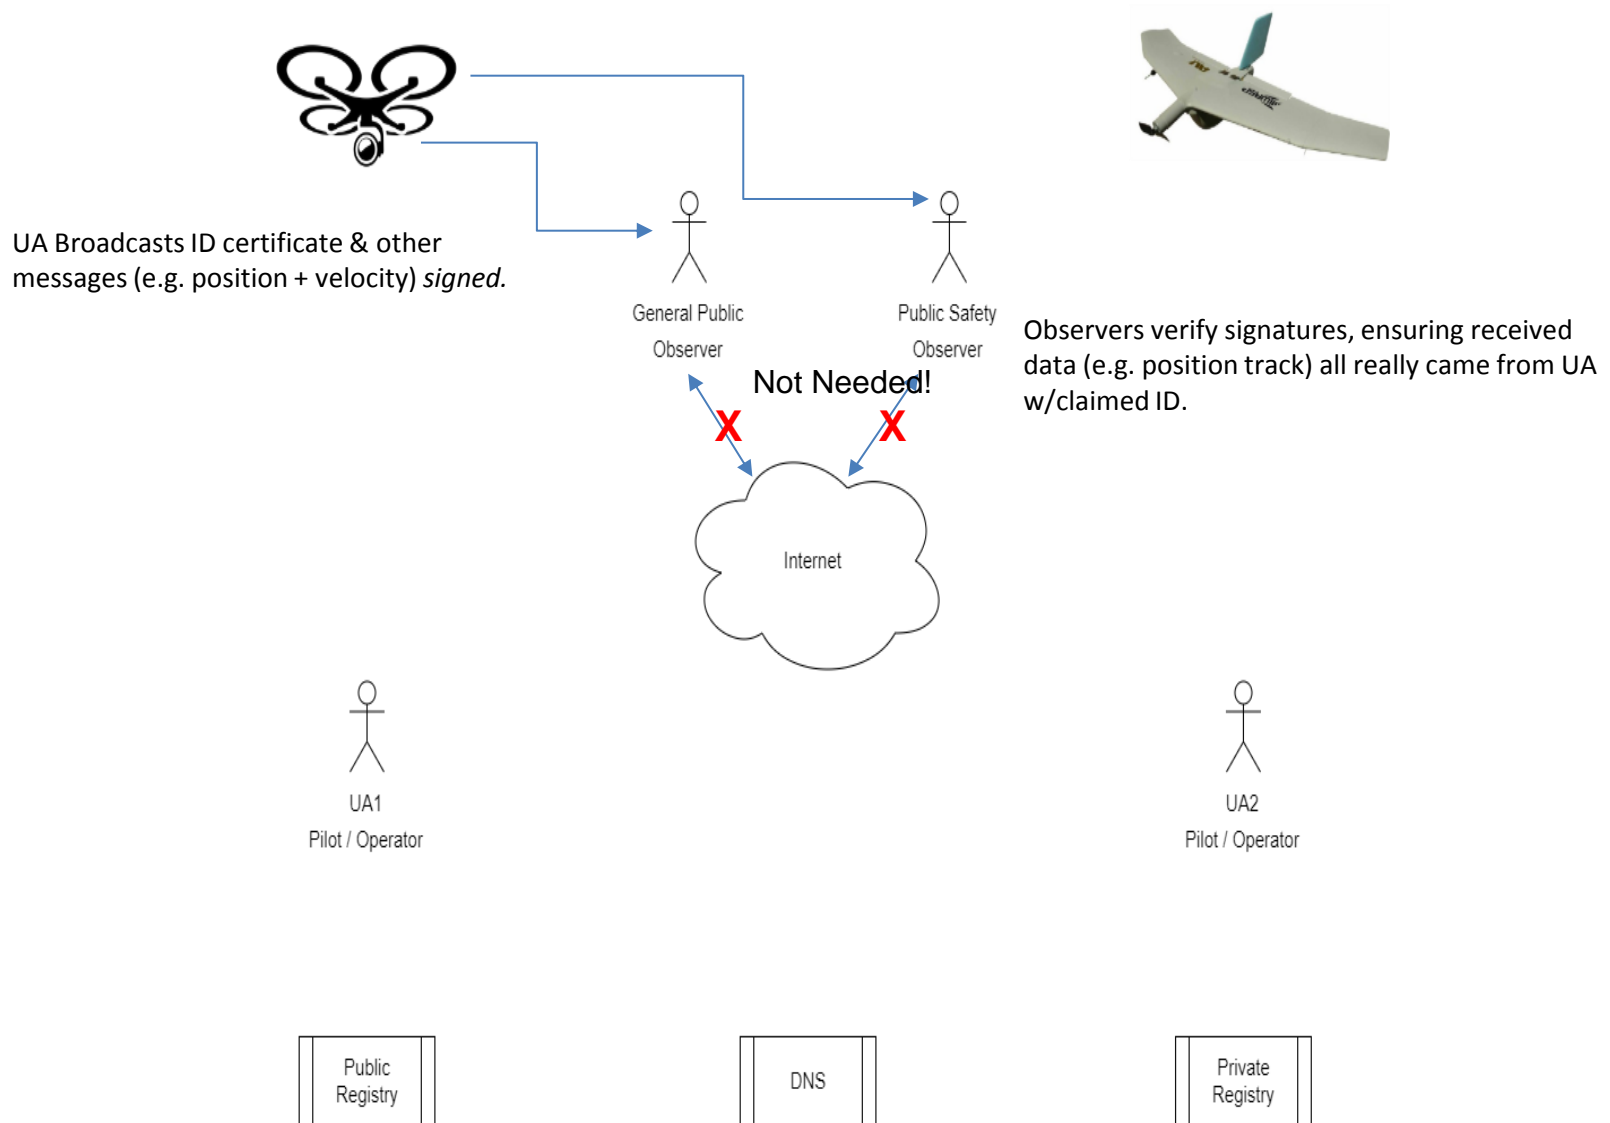 UA Broadcasts ID certificate & other
messages (e.g. position + velocity) signed.
General Public
Observer
Public Safety
Observer
Observers verify signatures, ensuring received
data (e.g. position track) all really came from UA
w/claimed ID.
Not Needed!
X
X
Internet
UA1
Pilot / Operator
UA2
Pilot / Operator
Public
Registry
DNS
Private
Registry